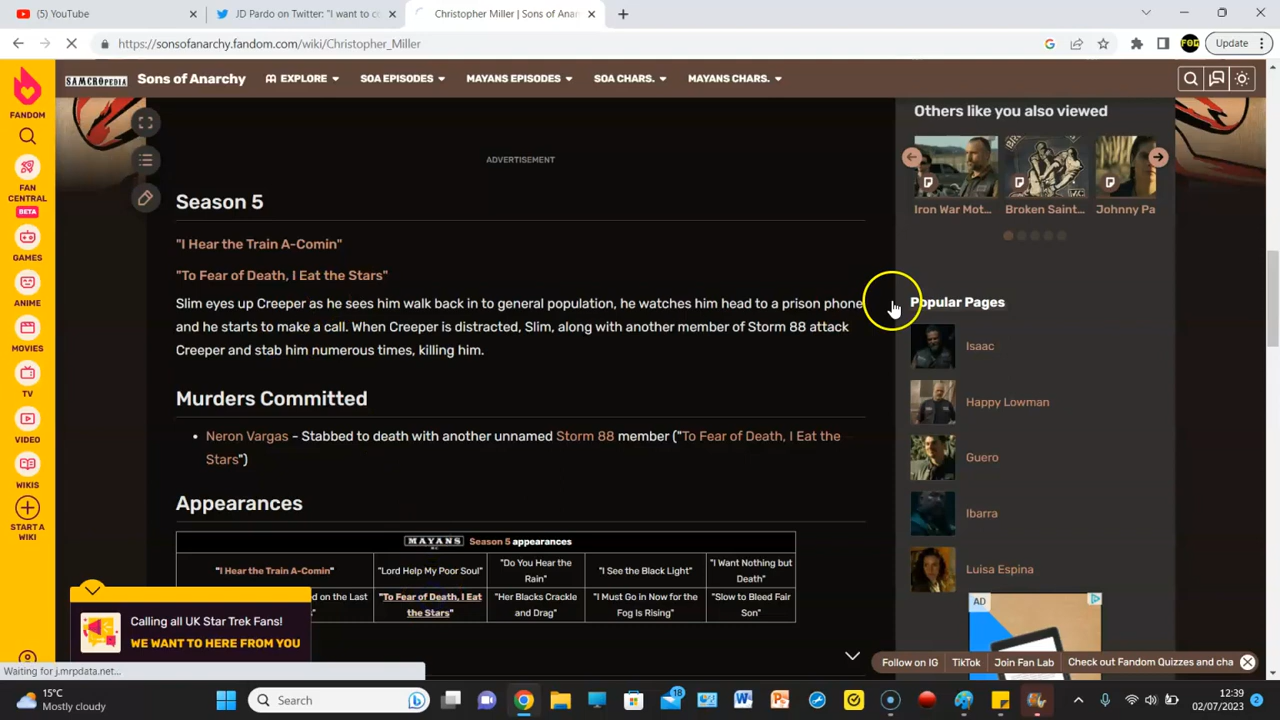 (5) YouTube
JD Pardo on Twitter: "I want to c
Christopher Miller | Sons of Anar
https://sonsofanarchy.fandom.com/wiki/Christopher_Miller
Update
FANDOM
SAMCROPEDIA
Sons of Anarchy
EXPLORE
SOA EPISODES
MAYANS EPISODES
SOA CHARS.
MAYANS CHARS.
FAN CENTRAL
BETA
GAMES
ANIME
MOVIES
TV
VIDEO
WIKIS
START A WIKI
ADVERTISEMENT
Season 5
"I Hear the Train A-Comin"
"To Fear of Death, I Eat the Stars"
Slim eyes up Creeper as he sees him walk back in to general population, he watches him head to a prison phone
and he starts to make a call. When Creeper is distracted, Slim, along with another member of Storm 88 attack
Creeper and stab him numerous times, killing him.
Murders Committed
Neron Vargas - Stabbed to death with another unnamed Storm 88 member ("To Fear of Death, I Eat the
Stars")
Appearances
MAYANS Season 5 appearances
"I Hear the Train A-Comin"
"Lord Help My Poor Soul"
"Do You Hear the Rain"
"I See the Black Light"
"I Want Nothing but Death"
d on the Last
"To Fear of Death, I Eat the Stars"
"Her Blacks Crackle and Drag"
"I Must Go in Now for the Fog Is Rising"
"Slow to Bleed Fair Son"
Others like you also viewed
Iron War Mot...
Broken Saint...
Johnny Pa
Popular Pages
Isaac
Happy Lowman
Guero
Ibarra
Luisa Espina
AD
Calling all UK Star Trek Fans!
WE WANT TO HERE FROM YOU
Follow on IG
TikTok
Join Fan Lab
Check out Fandom Quizzes and cha
Waiting for j.mrpdata.net...
15°C
Mostly cloudy
Search
18
12:39
02/07/2023
2